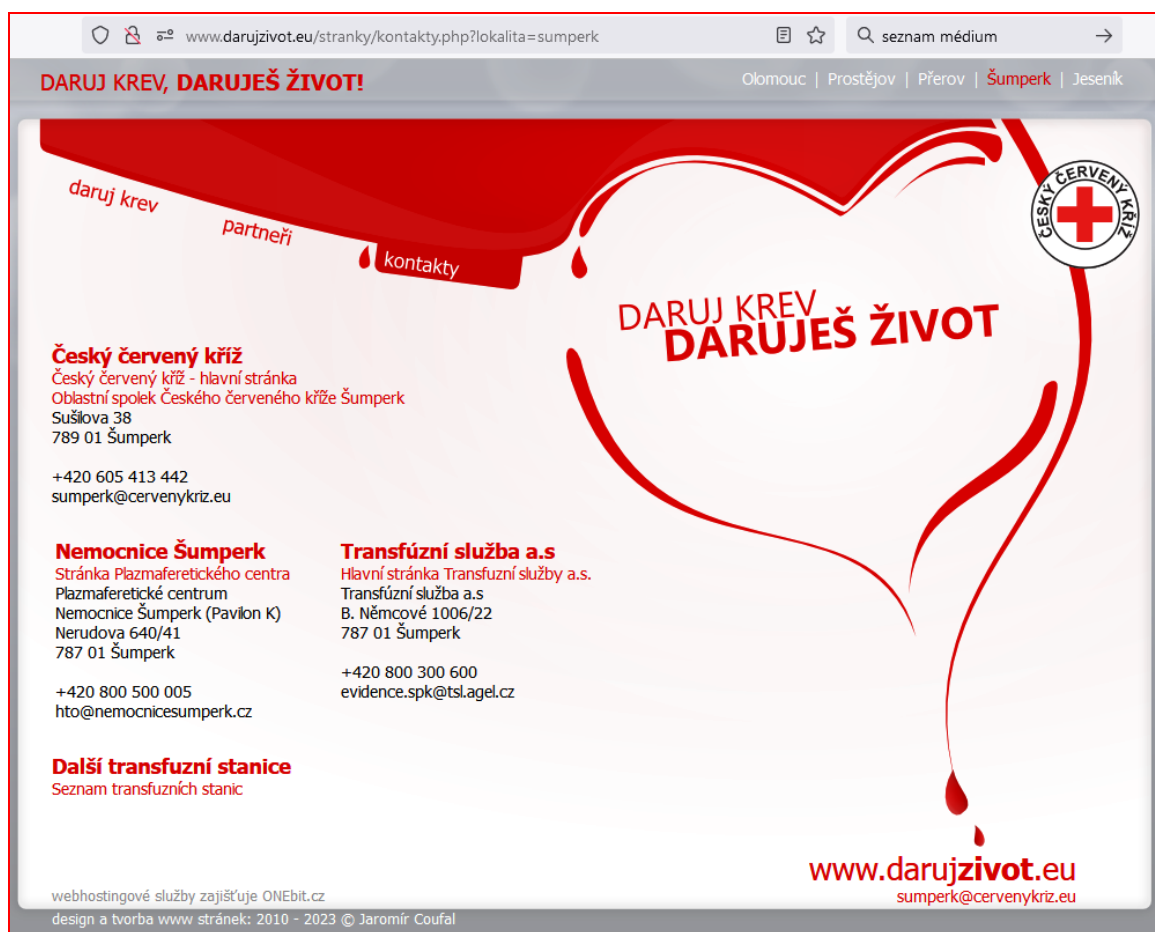 www.darujzivot.eu/stranky/kontakty.php?lokalita=sumperk
seznam médium
DARUJ KREV, DARUJEŠ ŽIVOT!
Olomouc | Prostějov | Přerov | Šumperk | Jeseník
daruj krev
partneři
kontakty
ČESKÝ ČERVENÝ KŘÍŽ
DARUJ KREV
DARUJEŠ ŽIVOT
Český červený kříž
Český červený kříž - hlavní stránka
Oblastní spolek Českého červeného kříže Šumperk
Sušilova 38
789 01 Šumperk
+420 605 413 442
sumperk@cervenykriz.eu
Nemocnice Šumperk
Stránka Plazmaferetického centra
Plazmaferetické centrum
Nemocnice Šumperk (Pavilon K)
Nerudova 640/41
787 01 Šumperk
+420 800 500 005
hto@nemocnicesumperk.cz
Transfúzní služba a.s
Hlavní stránka Transfuzní služby a.s.
Transfúzní služba a.s
B. Němcové 1006/22
787 01 Šumperk
+420 800 300 600
evidence.spk@tsl.agel.cz
Další transfuzní stanice
Seznam transfuzních stanic
www.darujzivot.eu
sumperk@cervenykriz.eu
webhostingové služby zajišťuje ONEbit.cz
design a tvorba www stránek: 2010 - 2023 © Jaromír Coufal